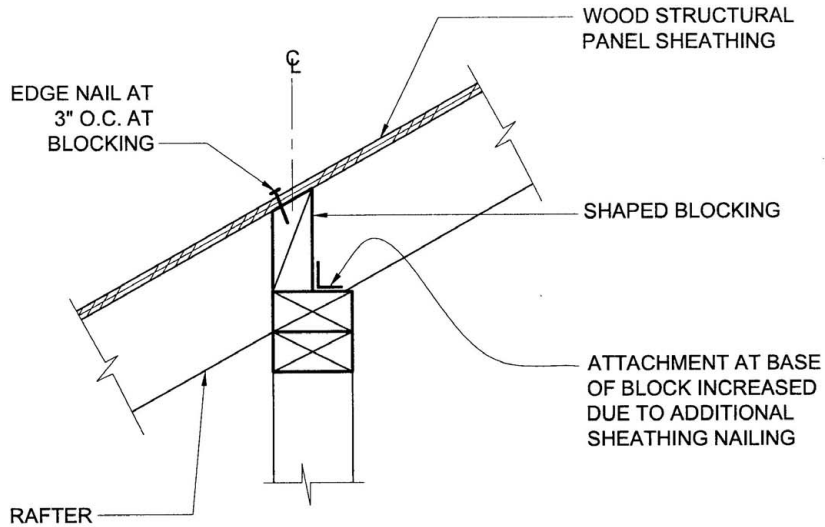 WOOD STRUCTURAL
PANEL SHEATHING
℄
EDGE NAIL AT
3" O.C. AT
BLOCKING
SHAPED BLOCKING
ATTACHMENT AT BASE
OF BLOCK INCREASED
DUE TO ADDITIONAL
SHEATHING NAILING
RAFTER